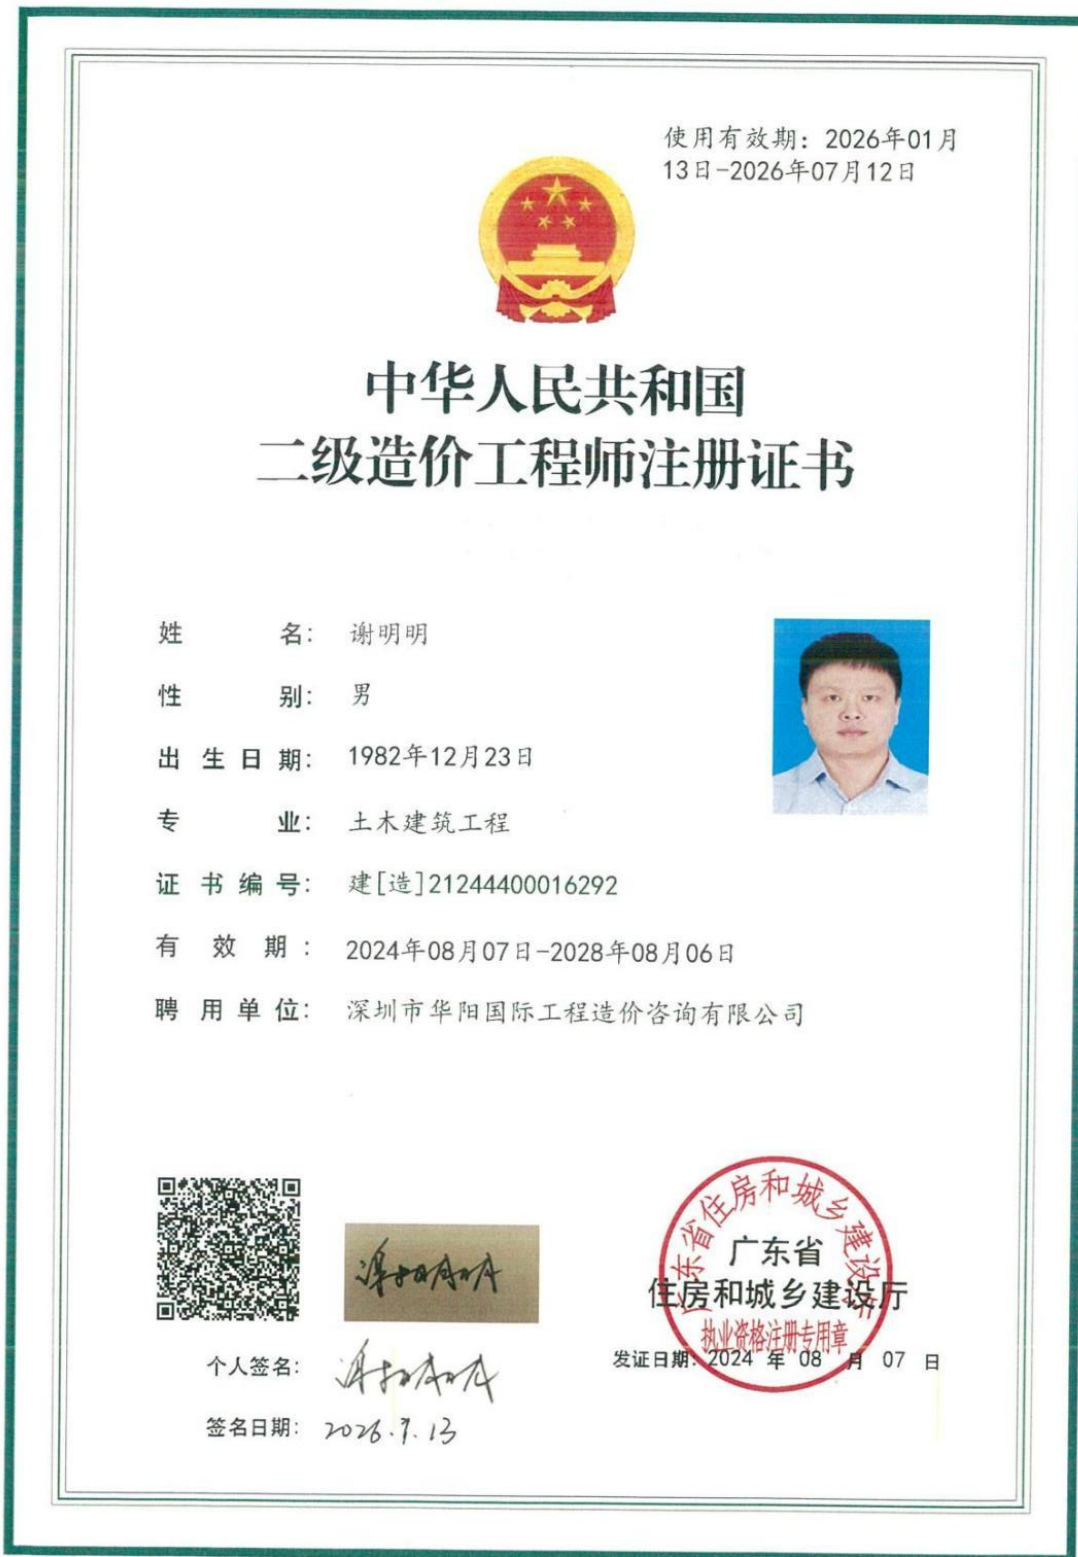 使用有效期：2026年01月
13日-2026年07月12日
中华人民共和国
二级造价工程师注册证书
姓名：谢明明
性别：男
出生日期：1982年12月23日
专业：土木建筑工程
证书编号：建[造]21244400016292
有效期：2024年08月07日-2028年08月06日
聘用单位：深圳市华阳国际工程造价咨询有限公司
广东省住房和城乡建设厅
广东省
住房和城乡建设厅
执业资格注册专用章
发证日期：2024年08月07日
谢明明
个人签名：谢明明
签名日期：